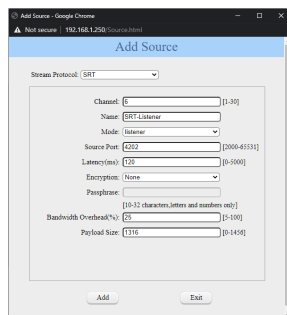 Add Source - Google Chrome
Not secure | 192.168.1.250/Source.html
Add Source
Stream Protocol: SRT
Channel: 6 [1-30]
Name: SRT-Listener
Mode: listener
Source Port: 4202 [2000-65531]
Latency(ms): 120 [0-5000]
Encryption: None
Passphrase:
[10-32 characters,letters and numbers only]
Bandwidth Overhead(%): 25 [5-100]
Payload Size: 1316 [0-1456]
Add Exit